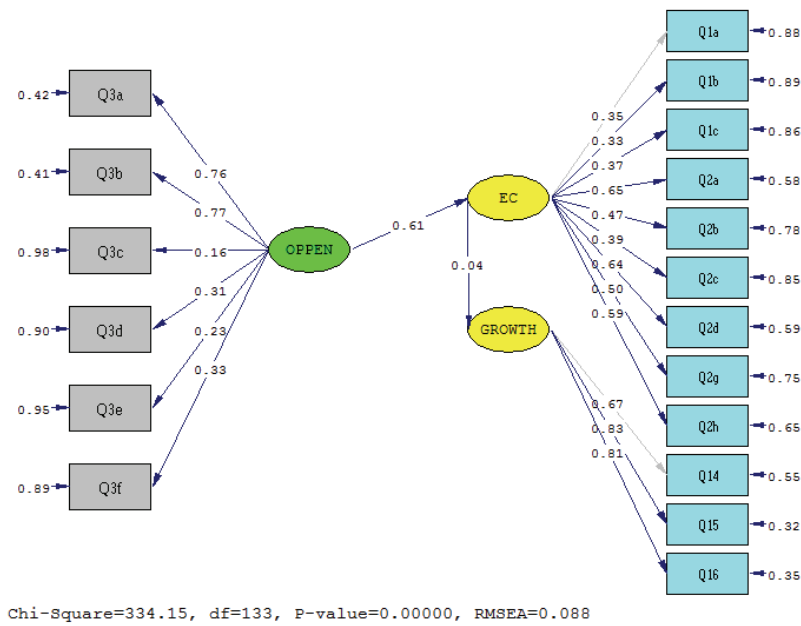 0.42
Q3a
0.41
Q3b
0.98
Q3c
0.90
Q3d
0.95
Q3e
0.89
Q3f
0.76
0.77
0.16
0.31
0.23
0.33
OPPEN
0.61
EC
0.04
GROWTH
0.35
0.33
0.37
0.65
0.47
0.39
0.64
0.50
0.59
0.67
0.83
0.81
Q1a
0.88
Q1b
0.89
Q1c
0.86
Q2a
0.58
Q2b
0.78
Q2c
0.85
Q2d
0.59
Q2g
0.75
Q2h
0.65
Q14
0.55
Q15
0.32
Q16
0.35
Chi-Square=334.15, df=133, P-value=0.00000, RMSEA=0.088